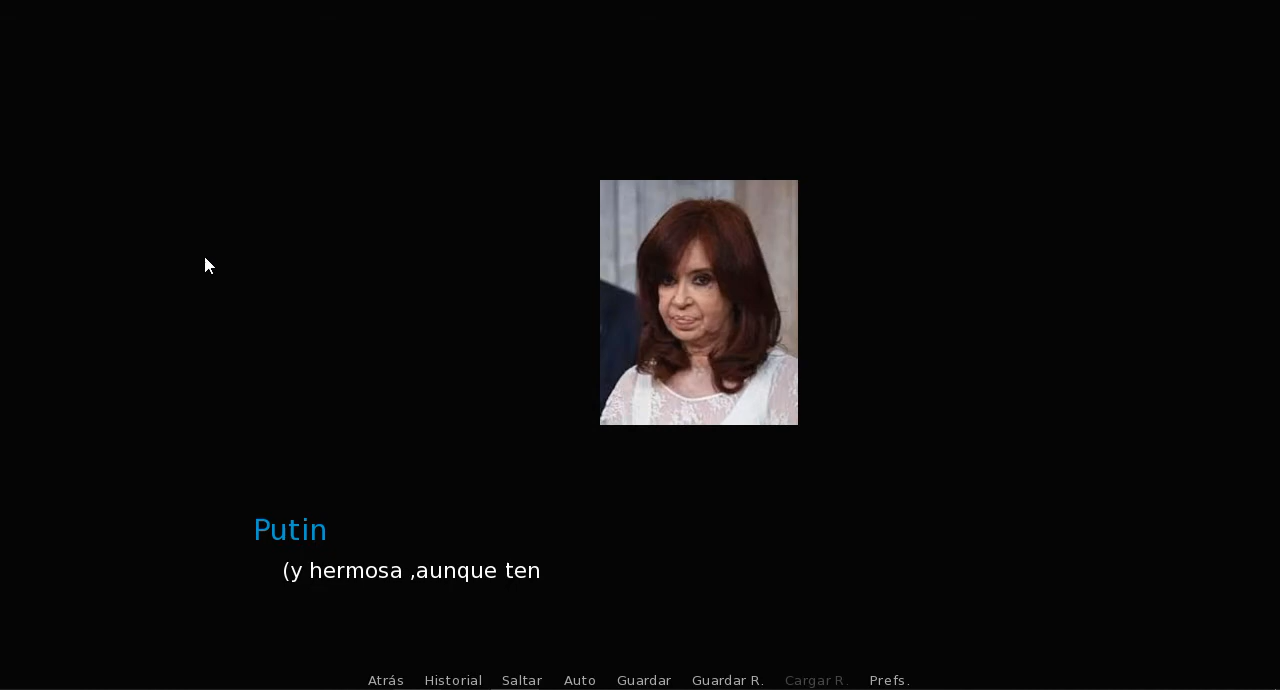 Putin
(y hermosa ,aunque ten
Atrás Historial Saltar Auto Guardar Guardar R. Cargar R. Prefs.